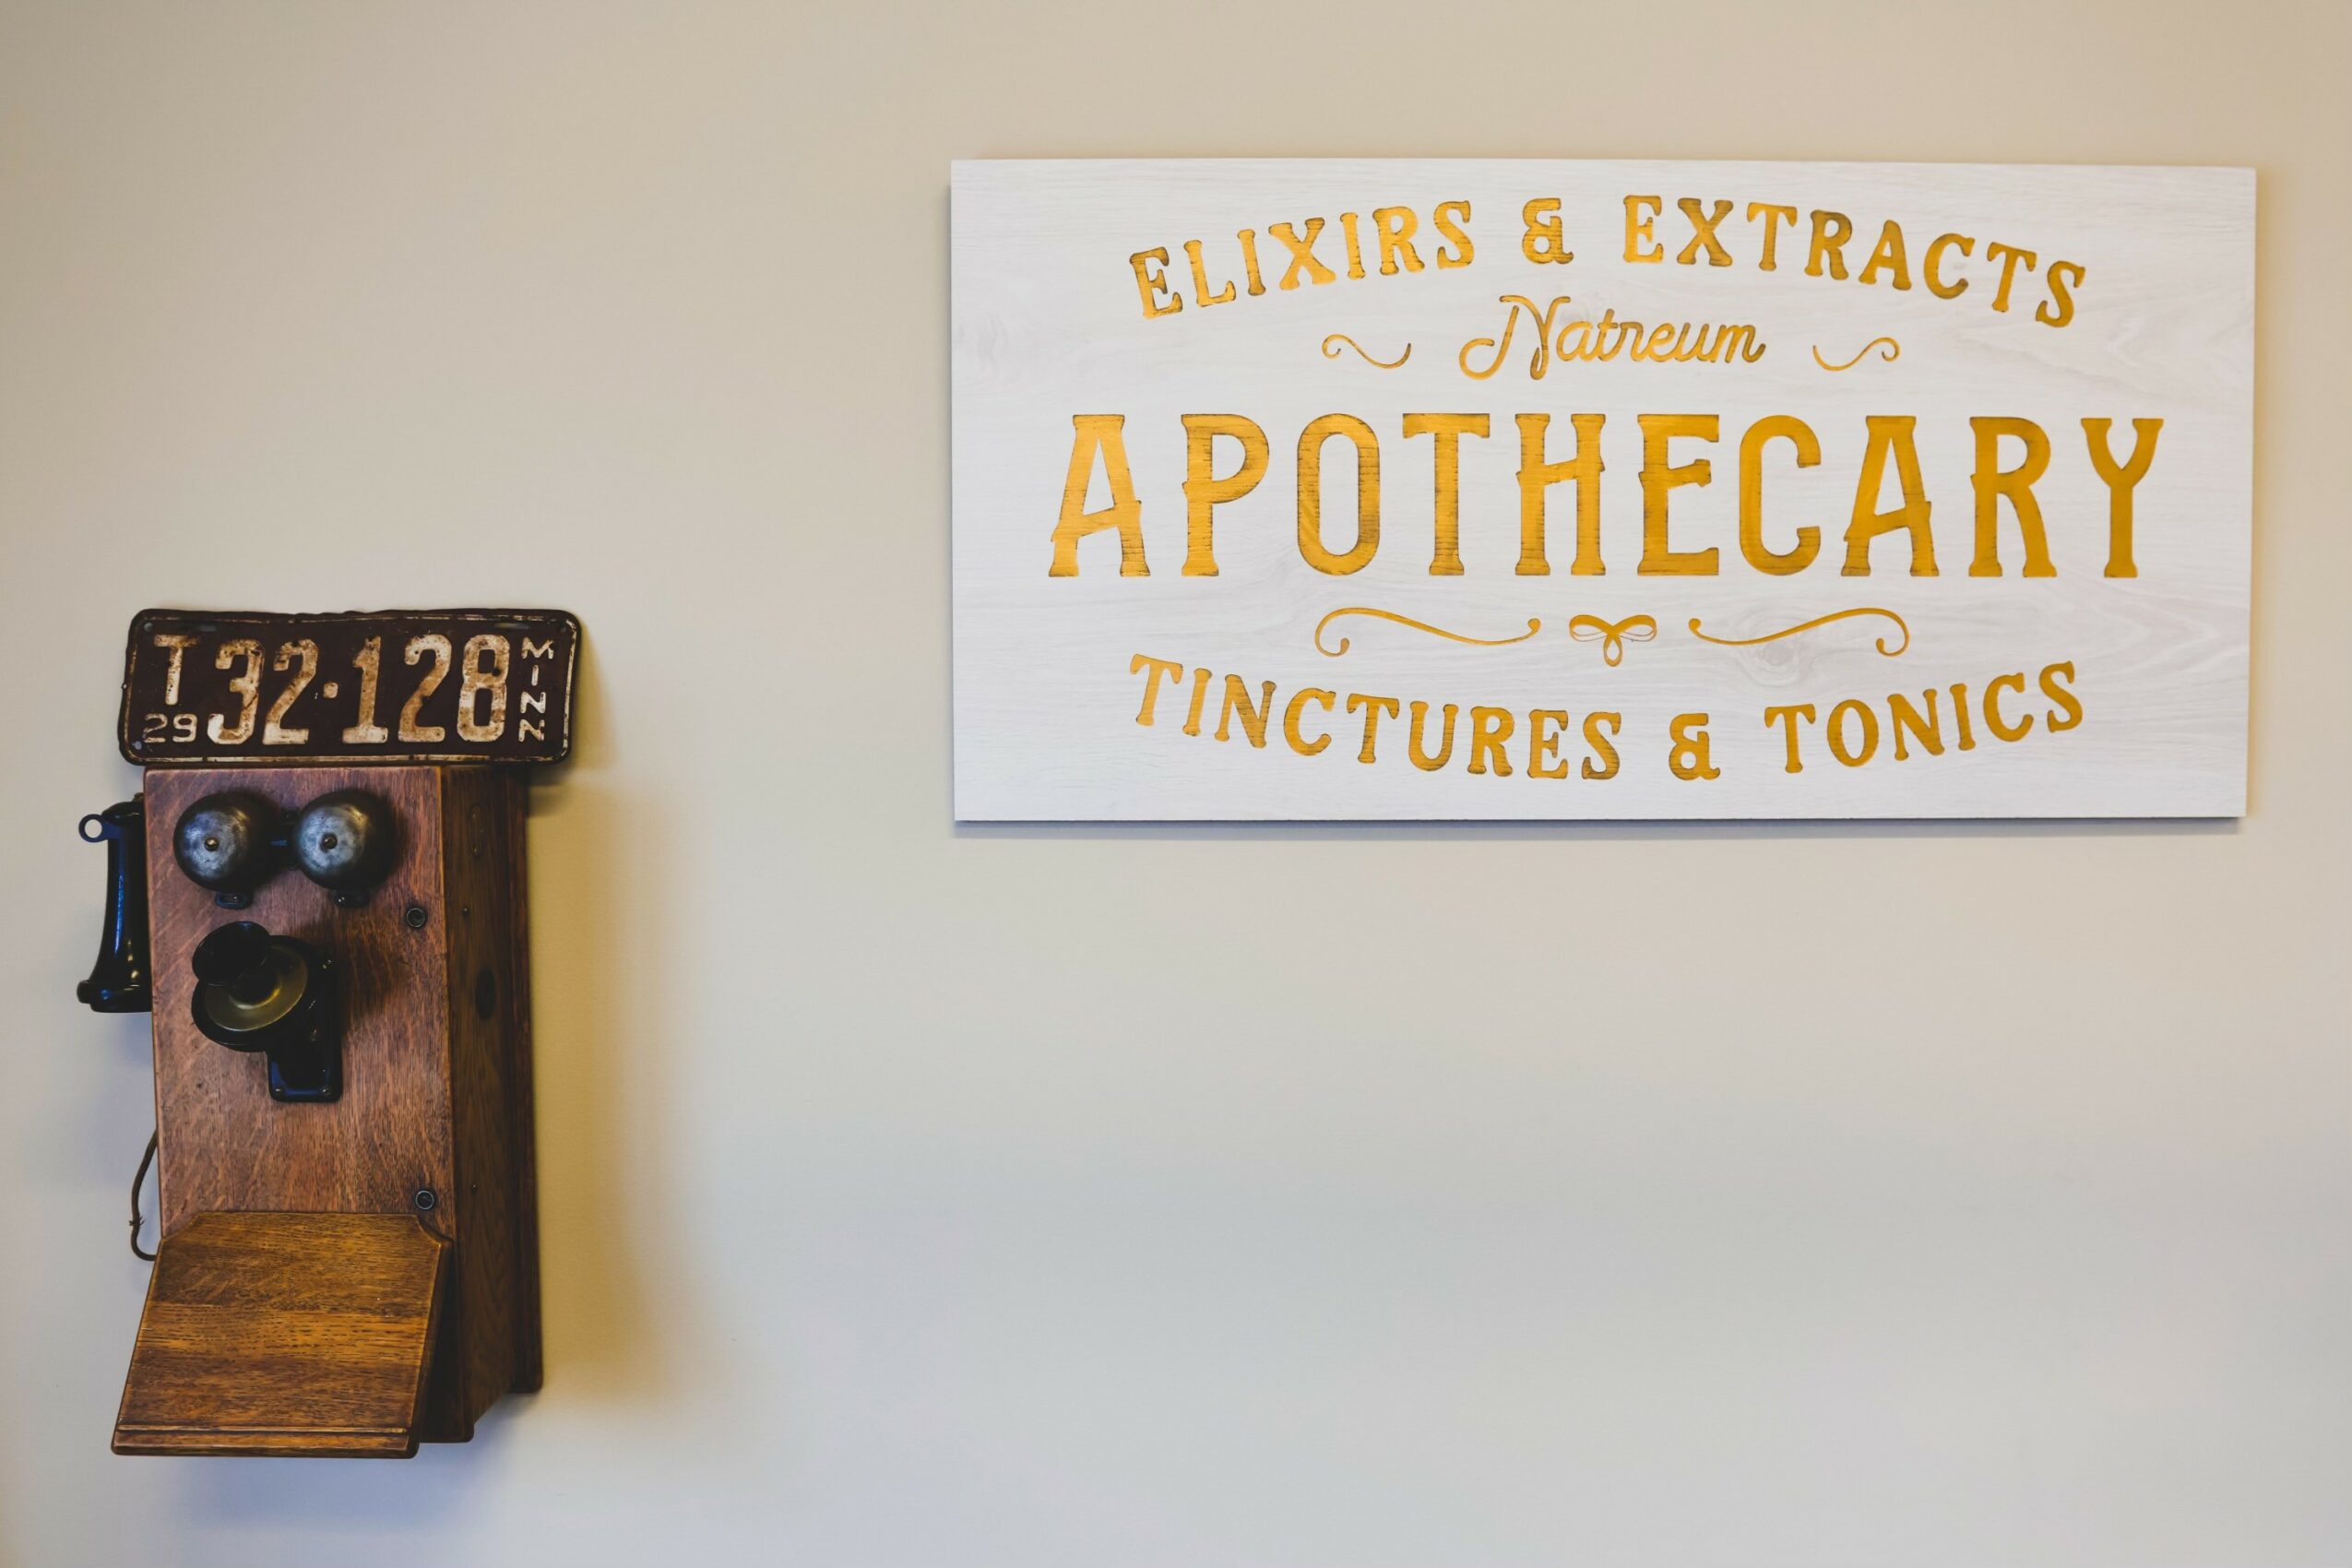 T 32·128 MINN
29
ELIXIRS & EXTRACTS
Natreum
APOTHECARY
TINCTURES & TONICS